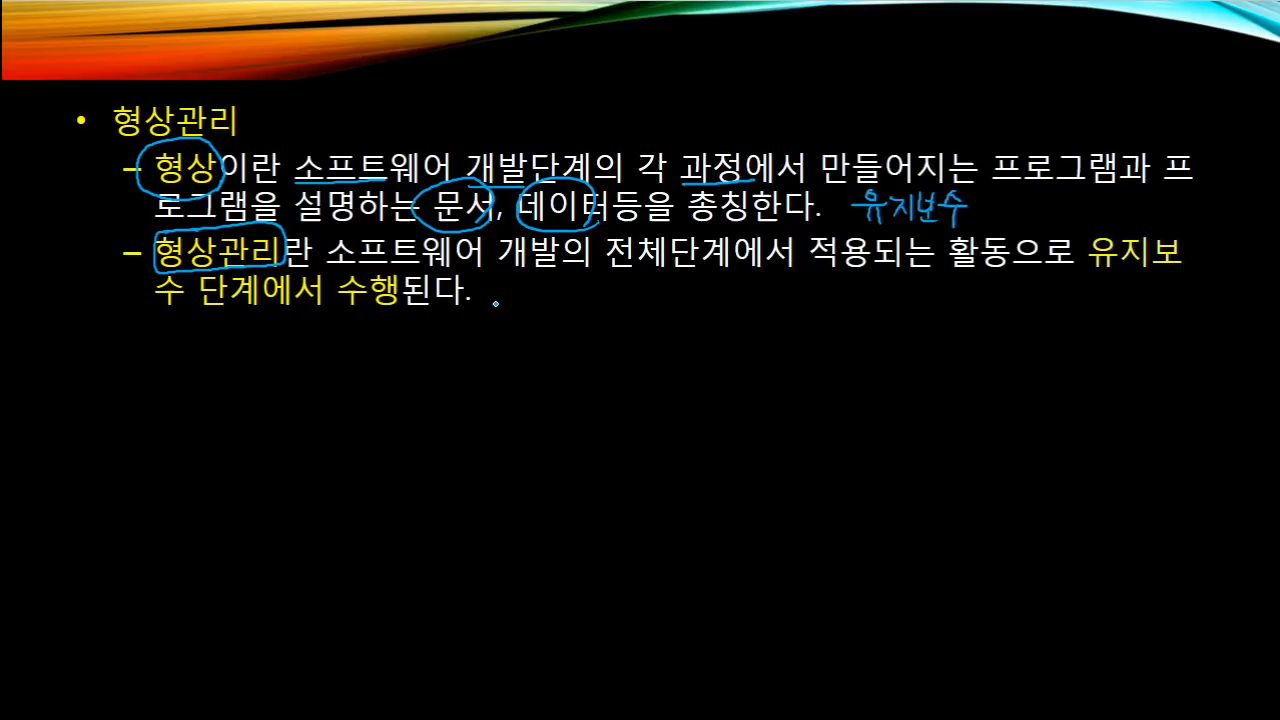 • 형상관리
– 형상이란 소프트웨어 개발단계의 각 과정에서 만들어지는 프로그램과 프
로그램을 설명하는 문서, 데이터등을 총칭한다. 유지보수
– 형상관리란 소프트웨어 개발의 전체단계에서 적용되는 활동으로 유지보
수 단계에서 수행된다.